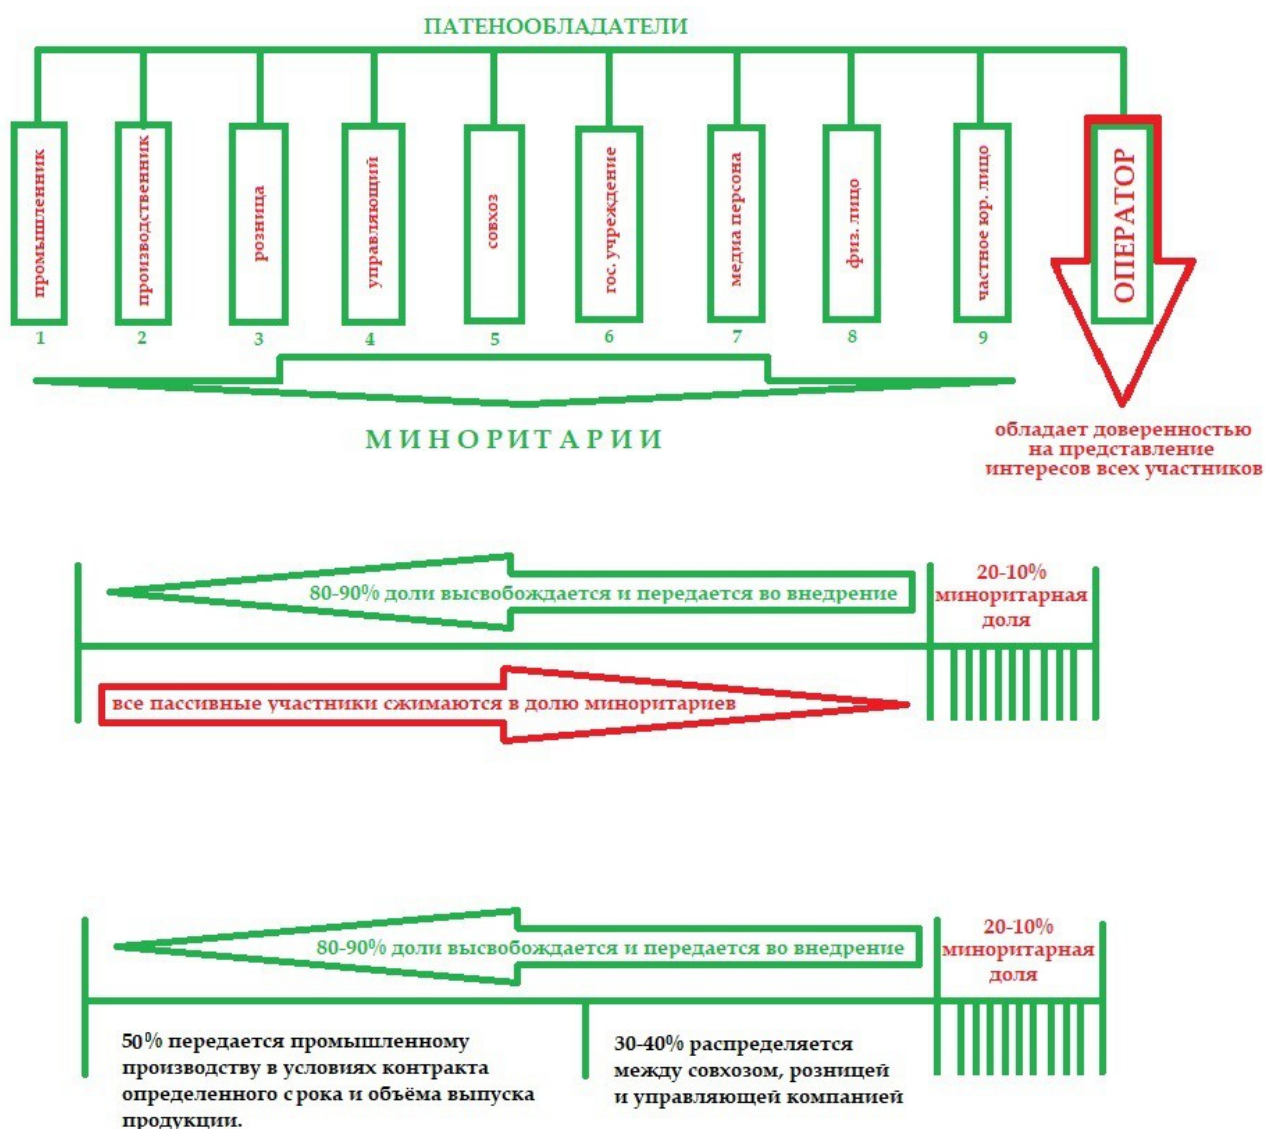 ПАТЕНООБЛАДАТЕЛИ
промышленник
производственник
розница
управляющий
совхоз
гос. учреждение
медиа персона
физ. лицо
частное юр. лицо
ОПЕРАТОР
1
2
3
4
5
6
7
8
9
МИНОРИТАРИИ
обладает доверенностью
на представление
интересов всех участников
80-90% доли высвобождается и передается во внедрение
20-10%
миноритарная
доля
все пассивные участники сжимаются в долю миноритариев
80-90% доли высвобождается и передается во внедрение
20-10%
миноритарная
доля
50% передается промышленному
производству в условиях контракта
определенного срока и объёма выпуска
продукции.
30-40% распределяется
между совхозом, розницей
и управляющей компанией